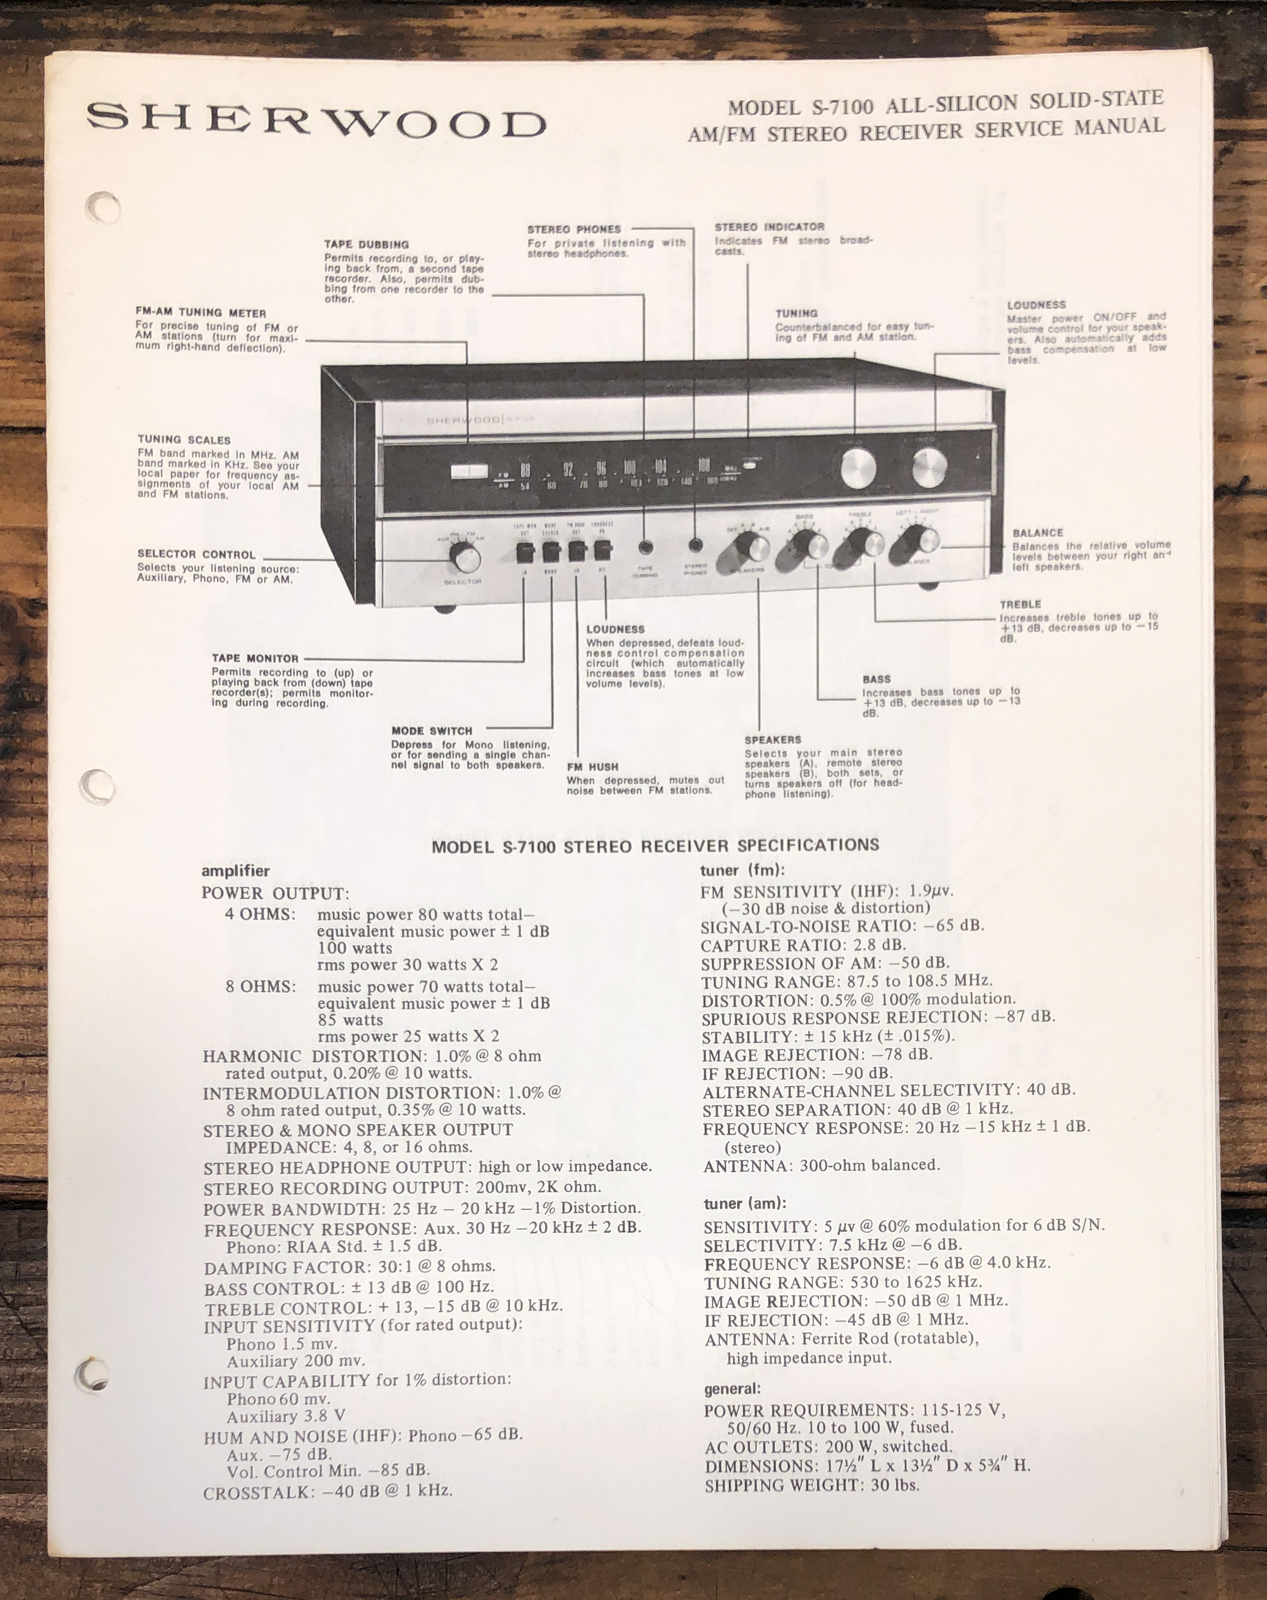 SHERWOOD
MODEL S-7100 ALL-SILICON SOLID-STATE
AM/FM STEREO RECEIVER SERVICE MANUAL
STEREO PHONES
For private listening with
stereo headphones.
STEREO INDICATOR
Indicates FM stereo broad-
casts.
TAPE DUBBING
Permits recording to, or play-
ing back from, a second tape
recorder. Also, permits dub-
bing from one recorder to the
other.
FM-AM TUNING METER
For precise tuning of FM or
AM stations (turn for maxi-
mum right-hand deflection).
TUNING
Counterbalanced for easy tun-
ing of FM and AM station.
LOUDNESS
Master power ON/OFF and
volume control for your speak-
ers. Also automatically adds
bass compensation at low
levels.
SHERWOOD
TUNING SCALES
FM band marked in MHz. AM
band marked in KHz. See your
local paper for frequency as-
signments of your local AM
and FM stations.
FM 88 92 96 100 104 108 MHz
AM 54 60 70 80
SELECTOR CONTROL
Selects your listening source:
Auxiliary, Phono, FM or AM.
SELECTOR
TAPE DUBBING
STEREO PHONES
SPEAKERS
BASS
TREBLE
LEFT - RIGHT
BALANCE
BALANCE
Balances the relative volume
levels between your right an
left speakers.
TREBLE
Increases treble tones up to
+13 dB, decreases up to −15
dB.
LOUDNESS
When depressed, defeats loud-
ness control compensation
circuit (which automatically
increases bass tones at low
volume levels).
TAPE MONITOR
Permits recording to (up) or
playing back from (down) tape
recorder(s); permits monitor-
ing during recording.
BASS
Increases bass tones up to
+13 dB, decreases up to −13
dB.
MODE SWITCH
Depress for Mono listening,
or for sending a single chan-
nel signal to both speakers.
FM HUSH
When depressed, mutes out
noise between FM stations.
SPEAKERS
Selects your main stereo
speakers (A), remote stereo
speakers (B), both sets, or
turns speakers off (for head-
phone listening).
MODEL S-7100 STEREO RECEIVER SPECIFICATIONS
amplifier
POWER OUTPUT:
4 OHMS: music power 80 watts total—
equivalent music power ± 1 dB
100 watts
rms power 30 watts X 2
8 OHMS: music power 70 watts total—
equivalent music power ± 1 dB
85 watts
rms power 25 watts X 2
HARMONIC DISTORTION: 1.0% @ 8 ohm
rated output, 0.20% @ 10 watts.
INTERMODULATION DISTORTION: 1.0% @
8 ohm rated output, 0.35% @ 10 watts.
STEREO & MONO SPEAKER OUTPUT
IMPEDANCE: 4, 8, or 16 ohms.
STEREO HEADPHONE OUTPUT: high or low impedance.
STEREO RECORDING OUTPUT: 200mv, 2K ohm.
POWER BANDWIDTH: 25 Hz – 20 kHz –1% Distortion.
FREQUENCY RESPONSE: Aux. 30 Hz –20 kHz ± 2 dB.
Phono: RIAA Std. ± 1.5 dB.
DAMPING FACTOR: 30:1 @ 8 ohms.
BASS CONTROL: ± 13 dB @ 100 Hz.
TREBLE CONTROL: + 13, –15 dB @ 10 kHz.
INPUT SENSITIVITY (for rated output):
Phono 1.5 mv.
Auxiliary 200 mv.
INPUT CAPABILITY for 1% distortion:
Phono 60 mv.
Auxiliary 3.8 V
HUM AND NOISE (IHF): Phono –65 dB.
Aux. –75 dB.
Vol. Control Min. –85 dB.
CROSSTALK: –40 dB @ 1 kHz.
tuner (fm):
FM SENSITIVITY (IHF): 1.9μv.
(–30 dB noise & distortion)
SIGNAL-TO-NOISE RATIO: –65 dB.
CAPTURE RATIO: 2.8 dB.
SUPPRESSION OF AM: –50 dB.
TUNING RANGE: 87.5 to 108.5 MHz.
DISTORTION: 0.5% @ 100% modulation.
SPURIOUS RESPONSE REJECTION: –87 dB.
STABILITY: ± 15 kHz (± .015%).
IMAGE REJECTION: –78 dB.
IF REJECTION: –90 dB.
ALTERNATE-CHANNEL SELECTIVITY: 40 dB.
STEREO SEPARATION: 40 dB @ 1 kHz.
FREQUENCY RESPONSE: 20 Hz –15 kHz ± 1 dB.
(stereo)
ANTENNA: 300-ohm balanced.
tuner (am):
SENSITIVITY: 5 μv @ 60% modulation for 6 dB S/N.
SELECTIVITY: 7.5 kHz @ –6 dB.
FREQUENCY RESPONSE: –6 dB @ 4.0 kHz.
TUNING RANGE: 530 to 1625 kHz.
IMAGE REJECTION: –50 dB @ 1 MHz.
IF REJECTION: –45 dB @ 1 MHz.
ANTENNA: Ferrite Rod (rotatable),
high impedance input.
general:
POWER REQUIREMENTS: 115-125 V,
50/60 Hz. 10 to 100 W, fused.
AC OUTLETS: 200 W, switched.
DIMENSIONS: 17½″ L x 13½″ D x 5¾″ H.
SHIPPING WEIGHT: 30 lbs.